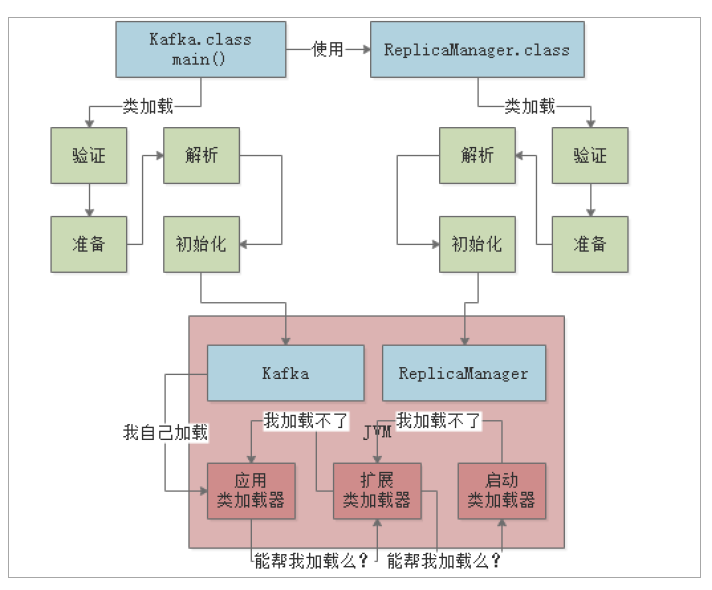 Kafka.class
main()
使用
ReplicaManager.class
类加载
类加载
验证
解析
解析
验证
准备
初始化
初始化
准备
Kafka
ReplicaManager
我加载不了
我加载不了
我自己加载
JVM
应用
类加载器
扩展
类加载器
启动
类加载器
能帮我加载么？
能帮我加载么？